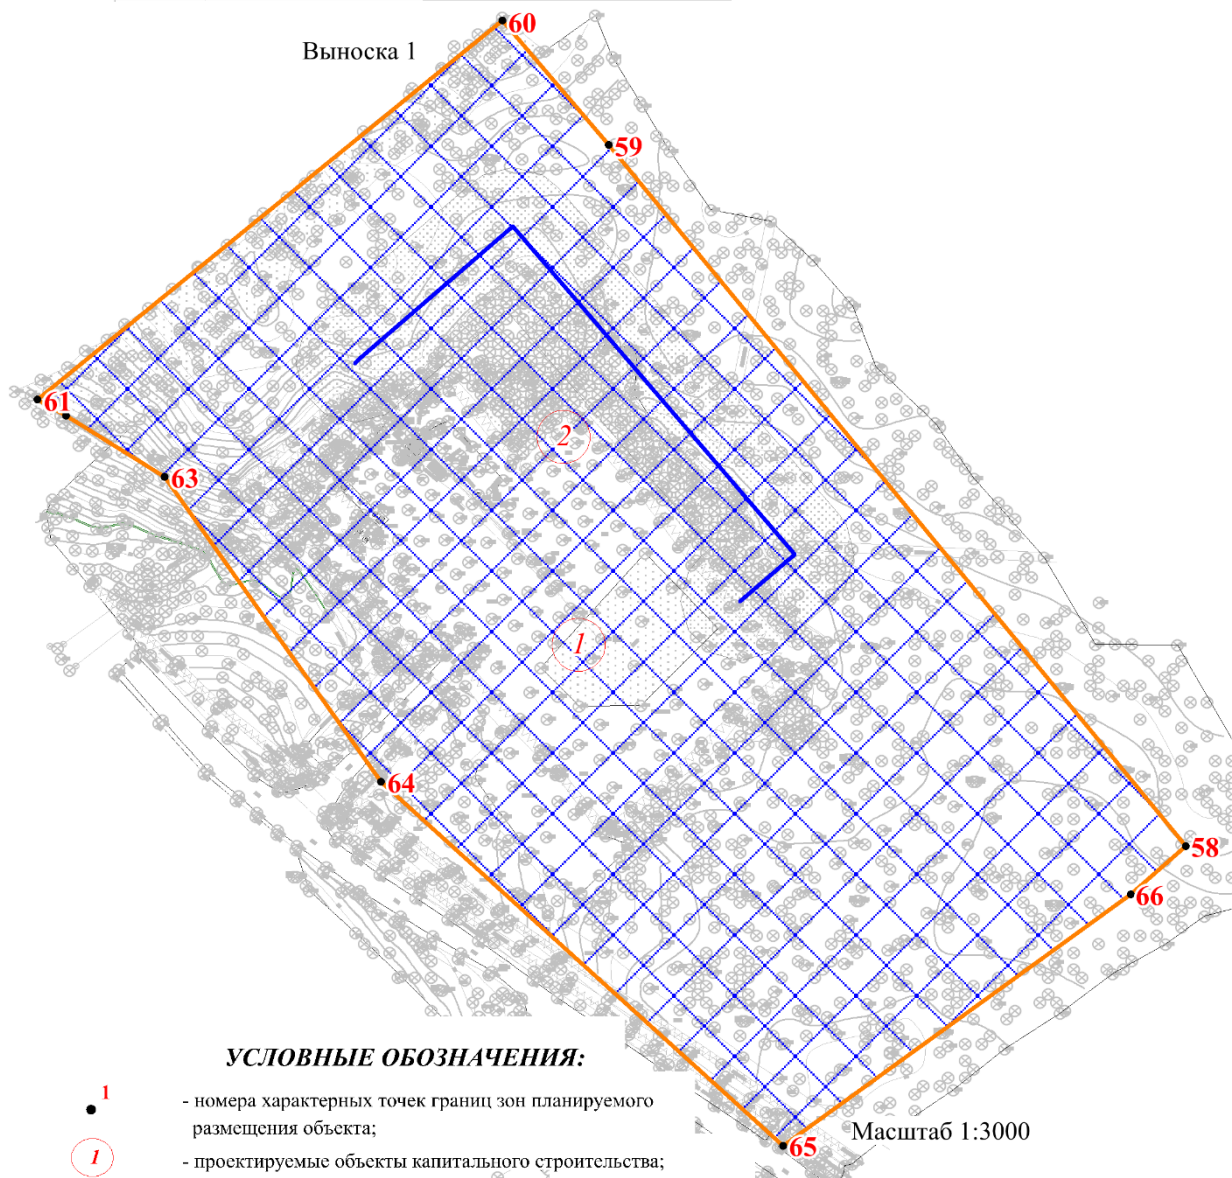 60
Выноска 1
59
61
2
63
1
64
58
66
УСЛОВНЫЕ ОБОЗНАЧЕНИЯ:
1
- номера характерных точек границ зон планируемого
размещения объекта;
Масштаб 1:3000
65
1
- проектируемые объекты капитального строительства;